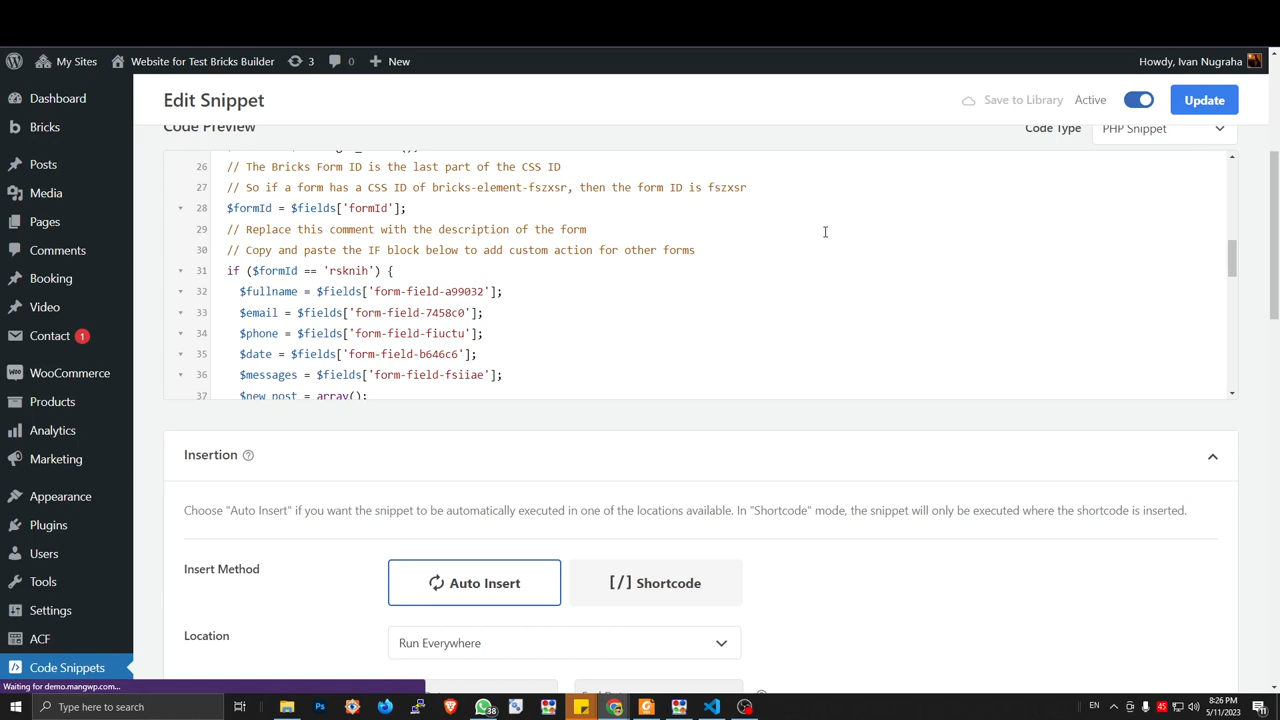 My Sites
Website for Test Bricks Builder
3
0
New
Howdy, Ivan Nugraha
Dashboard
Bricks
Posts
Media
Pages
Comments
Booking
Video
Contact 1
WooCommerce
Products
Analytics
Marketing
Appearance
Plugins
Users
Tools
Settings
ACF
Code Snippets
Edit Snippet
Save to Library
Active
Update
Code Preview
Code Type
PHP Snippet
26 // The Bricks Form ID is the last part of the CSS ID
27 // So if a form has a CSS ID of bricks-element-fszxsr, then the form ID is fszxsr
28 $formId = $fields['formId'];
29 // Replace this comment with the description of the form
30 // Copy and paste the IF block below to add custom action for other forms
31 if ($formId == 'rsknih') {
32 $fullname = $fields['form-field-a99032'];
33 $email = $fields['form-field-7458c0'];
34 $phone = $fields['form-field-fiuctu'];
35 $date = $fields['form-field-b646c6'];
36 $messages = $fields['form-field-fsiiae'];
37 $new_post = array();
Insertion
Choose "Auto Insert" if you want the snippet to be automatically executed in one of the locations available. In "Shortcode" mode, the snippet will only be executed where the shortcode is inserted.
Insert Method
Auto Insert
[/] Shortcode
Location
Run Everywhere
Waiting for demo.mangwp.com...
Type here to search
38
EN
45
8:26 PM
5/11/2023